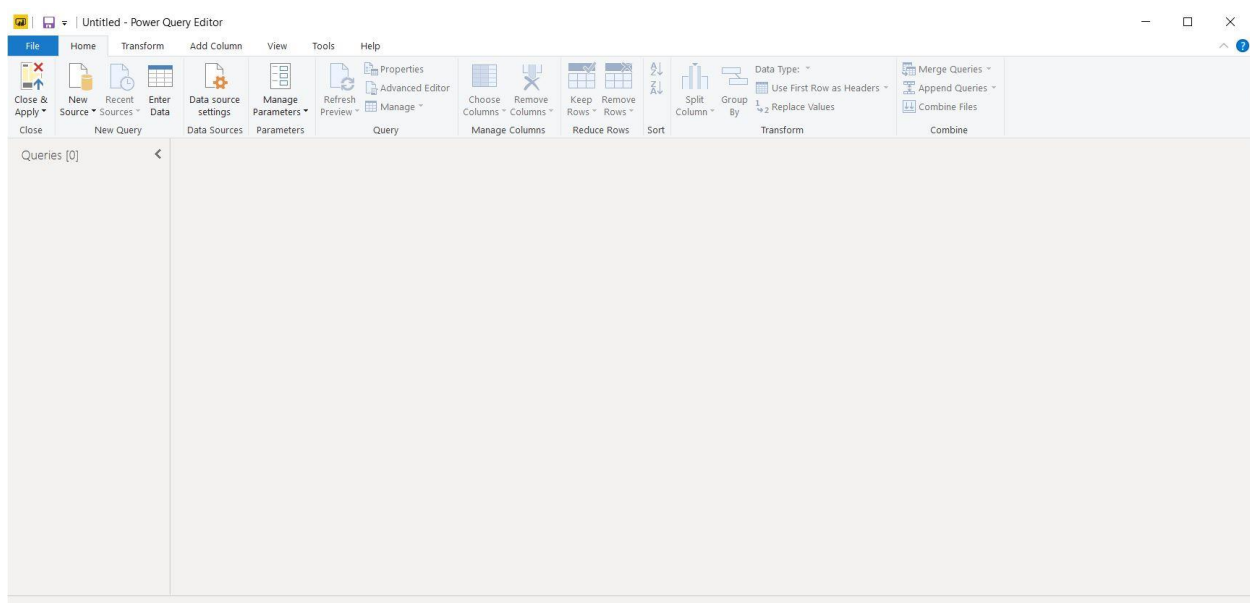 Untitled - Power Query Editor
File Home Transform Add Column View Tools Help
Close & Apply
New Source
Recent Sources
Enter Data
Data source settings
Manage Parameters
Refresh Preview
Properties
Advanced Editor
Manage
Choose Columns
Remove Columns
Keep Rows
Remove Rows
Split Column
Group By
Data Type:
Use First Row as Headers
Replace Values
Merge Queries
Append Queries
Combine Files
Close New Query Data Sources Parameters Query Manage Columns Reduce Rows Sort Transform Combine
Queries [0]